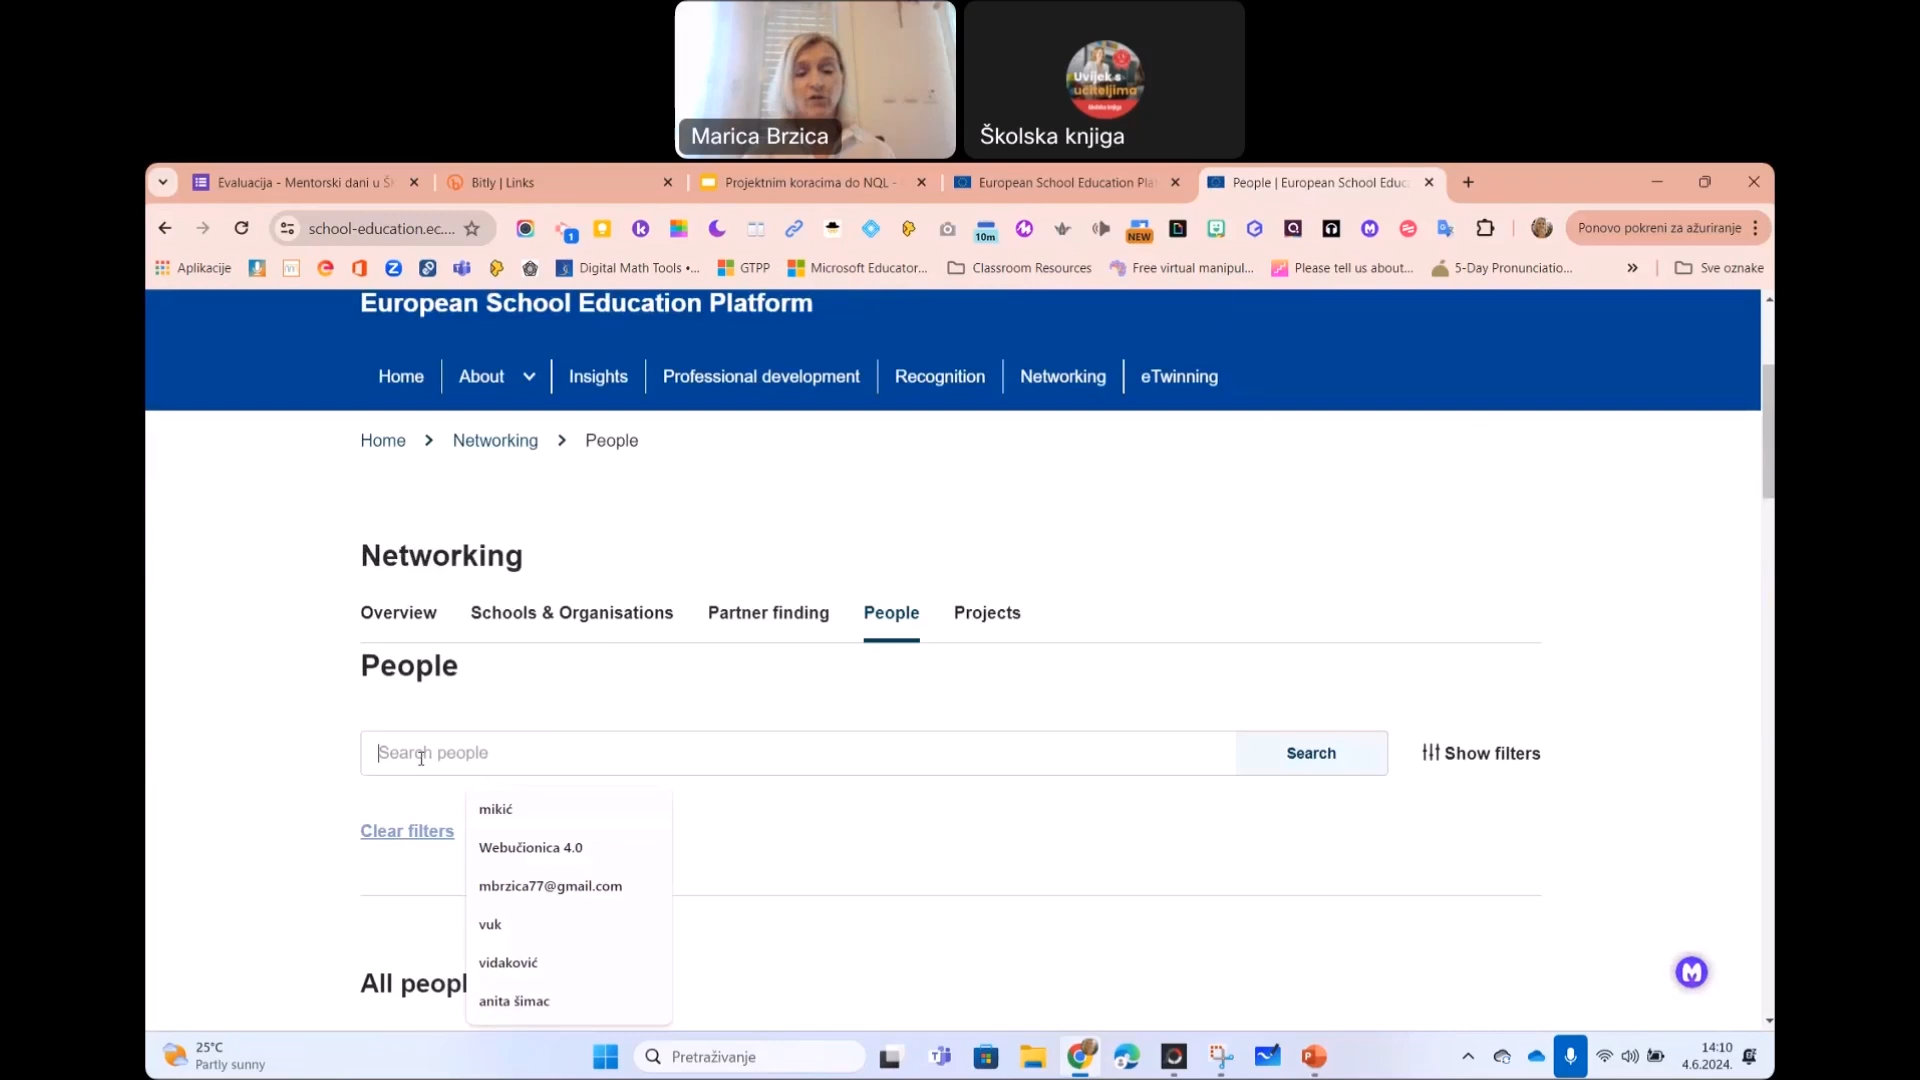 Uvijek s
učiteljima
Marica Brzica
Školska knjiga
Evaluacija - Mentorski dani u Š
Bitly | Links
Projektnim koracima do NQL -
European School Education Pla
People | European School Educ
school-education.ec....
1
10m
NEW
Ponovo pokreni za ažuriranje
Aplikacije
Digital Math Tools •...
GTPP
Microsoft Educator...
Classroom Resources
Free virtual manipul...
Please tell us about...
5-Day Pronunciatio...
Sve oznake
European School Education Platform
Home
About
Insights
Professional development
Recognition
Networking
eTwinning
Home > Networking > People
Networking
Overview
Schools & Organisations
Partner finding
People
Projects
People
Search people
Search
Show filters
Clear filters
mikić
Webučionica 4.0
mbrzica77@gmail.com
vuk
vidaković
anita šimac
All peopl
25°C
Partly sunny
Pretraživanje
14:10
4.6.2024.